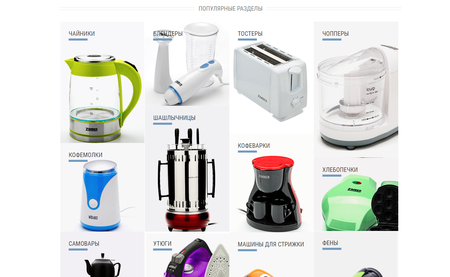 ПОПУЛЯРНЫЕ РАЗДЕЛЫ
ЧАЙНИКИ
БЛЕНДЕРЫ
ТОСТЕРЫ
ЧОППЕРЫ
ШАШЛЫЧНИЦЫ
КОФЕМОЛКИ
КОФЕВАРКИ
ХЛЕБОПЕЧКИ
САМОВАРЫ
УТЮГИ
МАШИНЫ ДЛЯ СТРИЖКИ
ФЕНЫ